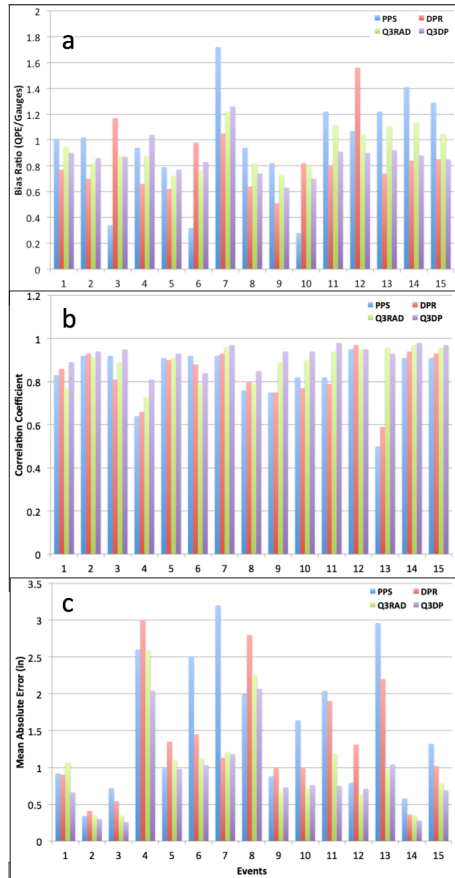 a
PPS DPR
Q3RAD Q3DP
Bias Ratio (QPE/Gauges)
2
1.8
1.6
1.4
1.2
1
0.8
0.6
0.4
0.2
0
1 2 3 4 5 6 7 8 9 10 11 12 13 14 15
b
PPS DPR
Q3RAD Q3DP
Correlation Coefficient
1.2
1
0.8
0.6
0.4
0.2
0
1 2 3 4 5 6 7 8 9 10 11 12 13 14 15
c
PPS DPR
Q3RAD Q3DP
Mean Absolute Error (in)
3.5
3
2.5
2
1.5
1
0.5
0
1 2 3 4 5 6 7 8 9 10 11 12 13 14 15
Events